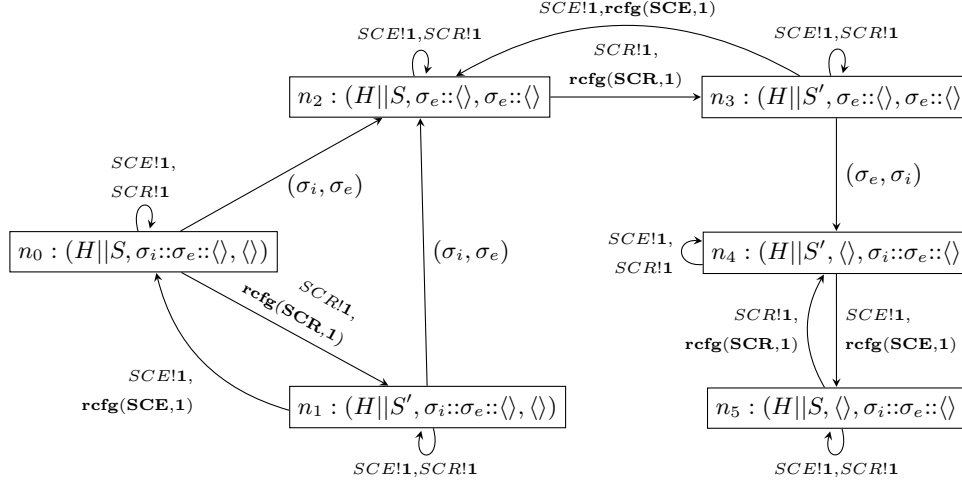 SCE!1,rcfg(SCE,1)
SCE!1,SCR!1
SCR!1,
rcfg(SCR,1)
SCE!1,SCR!1
n₂ : (H||S, σₑ::⟨⟩, σₑ::⟨⟩
n₃ : (H||S′, σₑ::⟨⟩, σₑ::⟨⟩
SCE!1,
SCR!1
(σᵢ, σₑ)
(σₑ, σᵢ)
n₀ : (H||S, σᵢ::σₑ::⟨⟩, ⟨⟩)
(σᵢ, σₑ)
SCE!1,
SCR!1
n₄ : (H||S′, ⟨⟩, σᵢ::σₑ::⟨⟩
SCR!1,
rcfg(SCR,1)
SCR!1,
rcfg(SCR,1)
SCE!1,
rcfg(SCE,1)
SCE!1,
rcfg(SCE,1)
n₁ : (H||S′, σᵢ::σₑ::⟨⟩, ⟨⟩)
n₅ : (H||S, ⟨⟩, σᵢ::σₑ::⟨⟩
SCE!1,SCR!1
SCE!1,SCR!1